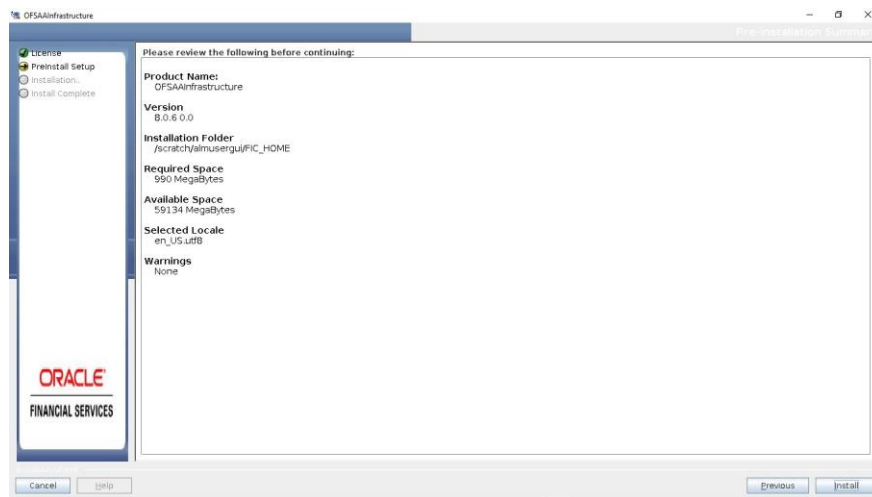 OFSAAInfrastructure
Pre-Installation Summar
License
PreInstall Setup
Installation..
Install Complete
Please review the following before continuing:
Product Name:
OFSAAInfrastructure
Version
8.0.6 0.0
Installation Folder
/scratch/almusergui/FIC_HOME
Required Space
990 MegaBytes
Available Space
59134 MegaBytes
Selected Locale
en_US.utf8
Warnings
None
ORACLE
FINANCIAL SERVICES
Cancel
Help
Previous
Install